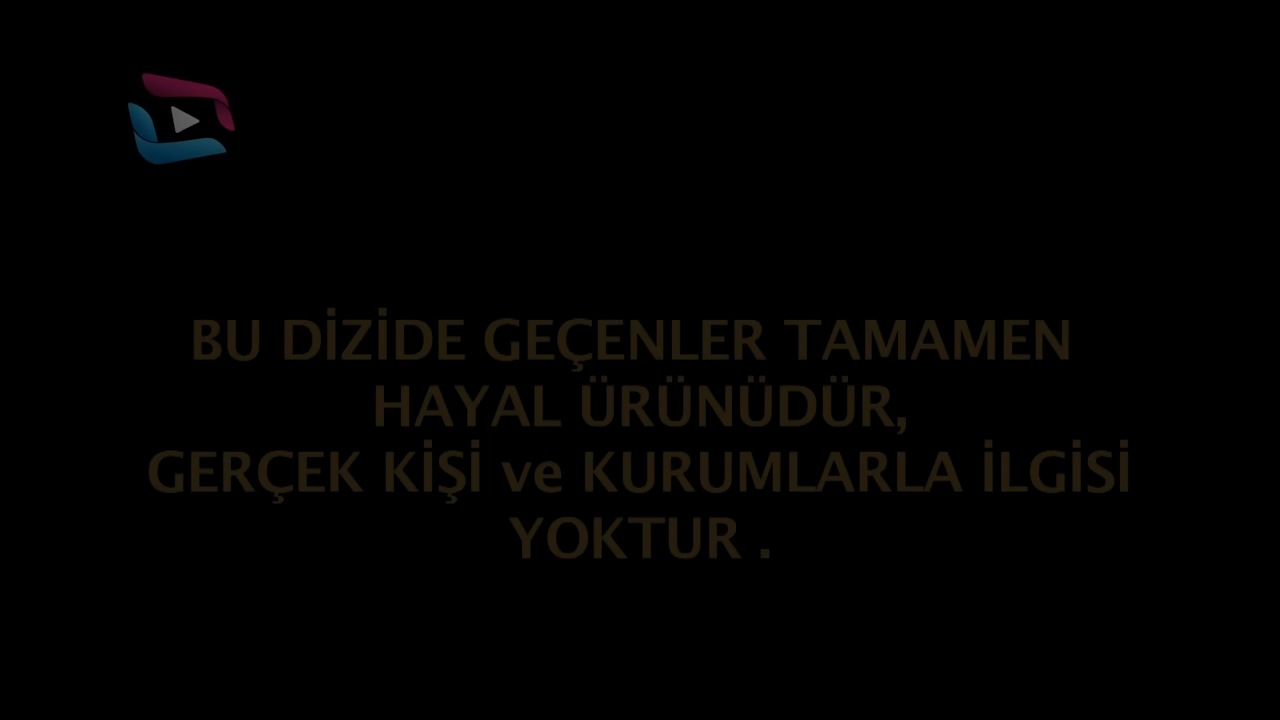 BU DİZİDE GEÇENLER TAMAMEN
HAYAL ÜRÜNÜDÜR,
GERÇEK KİŞİ ve KURUMLARLA İLGİSİ
YOKTUR .